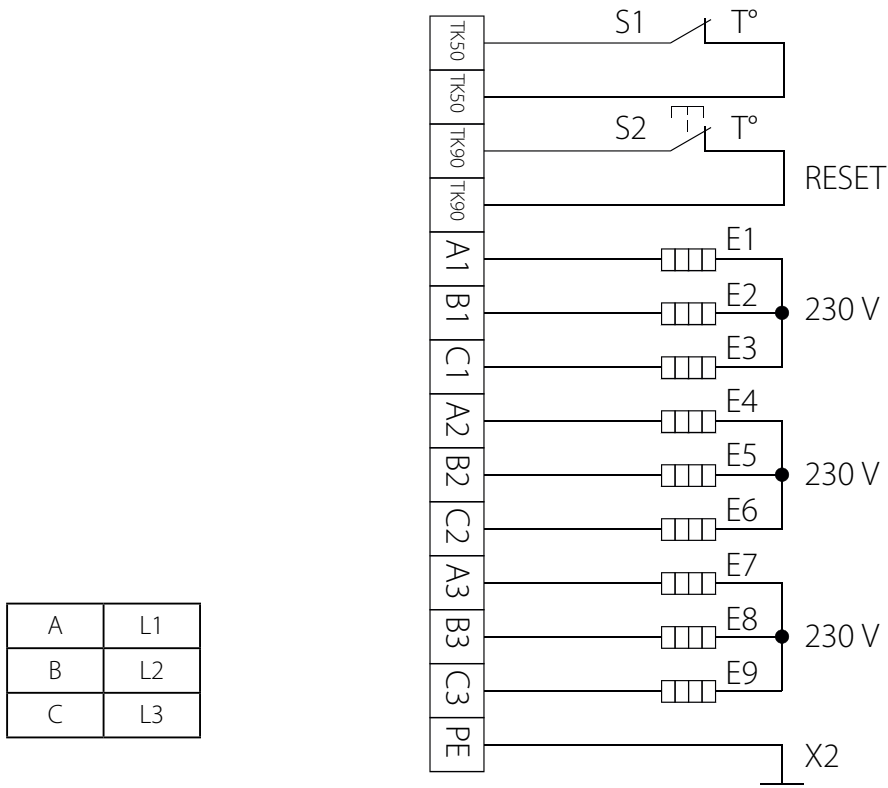 TK50 S1 T°
TK50
TK90 S2 T°
RESET
TK90
A1 E1
B1 E2 230 V
C1 E3
A2 E4
B2 E5 230 V
C2 E6
A3 E7
B3 E8 230 V
C3 E9
PE X2
A L1
B L2
C L3